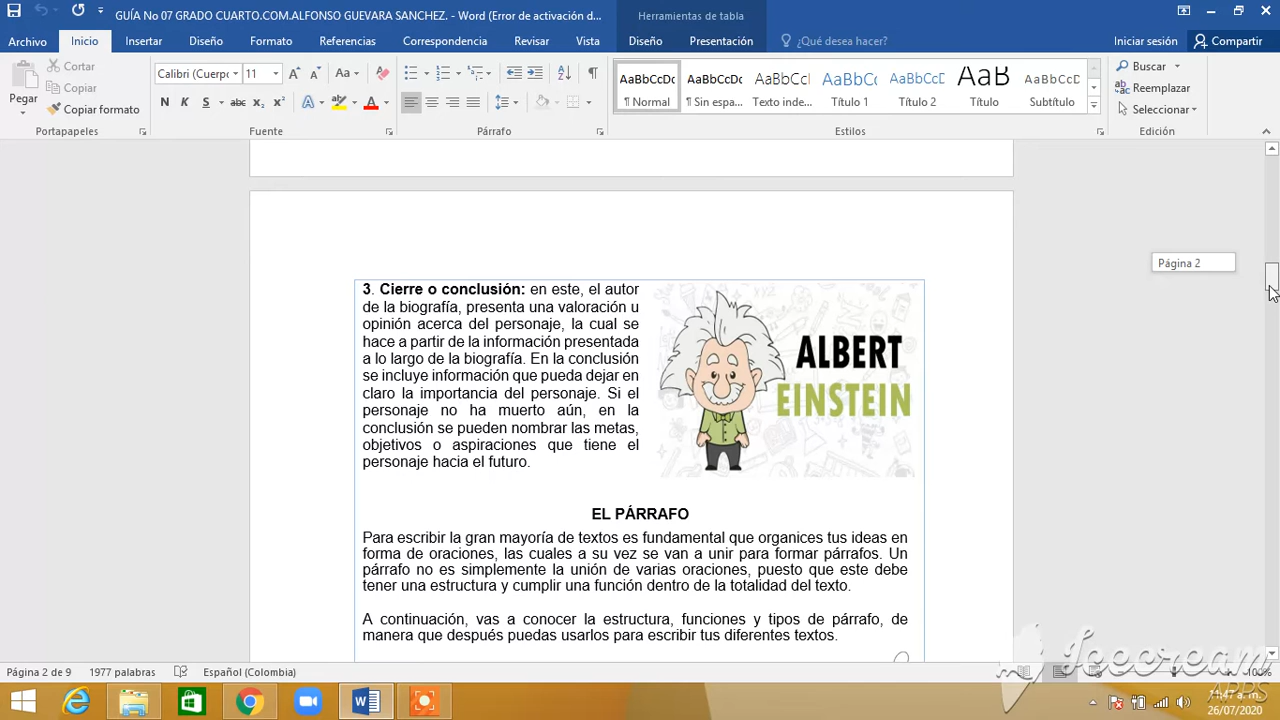 GUÍA No 07 GRADO CUARTO.COM.ALFONSO GUEVARA SANCHEZ. - Word (Error de activación d...
Herramientas de tabla
Archivo Inicio Insertar Diseño Formato Referencias Correspondencia Revisar Vista Diseño Presentación ¿Qué desea hacer? Iniciar sesión Compartir
Pegar
Cortar
Copiar
Copiar formato
Portapapeles
Calibri (Cuerpo 11
Aa
N K S abc x₂ x² A A
Fuente
Párrafo
AaBbCcDc AaBbCcDc AaBbCcI AaBbC AaBbCcD AaB AaBbCcD
¶ Normal ¶ Sin espa... Texto inde... Título 1 Título 2 Título Subtítulo
Estilos
Buscar
Reemplazar
Seleccionar
Edición
Página 2
3. Cierre o conclusión: en este, el autor
de la biografía, presenta una valoración u
opinión acerca del personaje, la cual se
hace a partir de la información presentada
a lo largo de la biografía. En la conclusión
se incluye información que pueda dejar en
claro la importancia del personaje. Si el
personaje no ha muerto aún, en la
conclusión se pueden nombrar las metas,
objetivos o aspiraciones que tiene el
personaje hacia el futuro.
ALBERT
EINSTEIN
EL PÁRRAFO
Para escribir la gran mayoría de textos es fundamental que organices tus ideas en
forma de oraciones, las cuales a su vez se van a unir para formar párrafos. Un
párrafo no es simplemente la unión de varias oraciones, puesto que este debe
tener una estructura y cumplir una función dentro de la totalidad del texto.
A continuación, vas a conocer la estructura, funciones y tipos de párrafo, de
manera que después puedas usarlos para escribir tus diferentes textos.
Icecream
APPS
Página 2 de 9 1977 palabras Español (Colombia) 100%
11:47 a. m.
26/07/2020